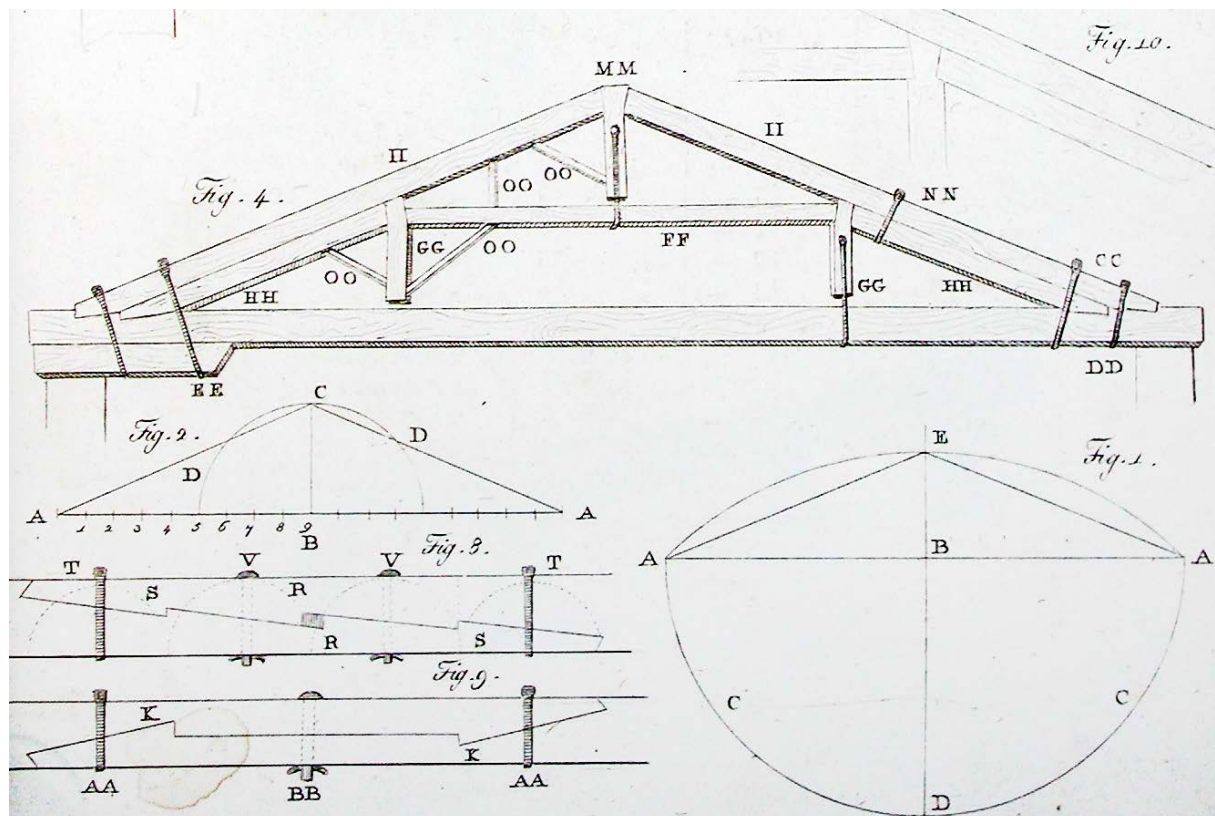 Fig. 10.
MM
II
II
Fig. 4.
OO
OO
NN
GG
OO
FF
OO
CC
HH
GG
HH
EE
DD
C
Fig. 2.
D
D
E
Fig. 1.
A
1 2 3 4 5 6 7 8 9
A
B
A
B
A
Fig. 8.
T
V
V
T
S
R
R
S
Fig. 9.
K
K
C
C
AA
BB
AA
D